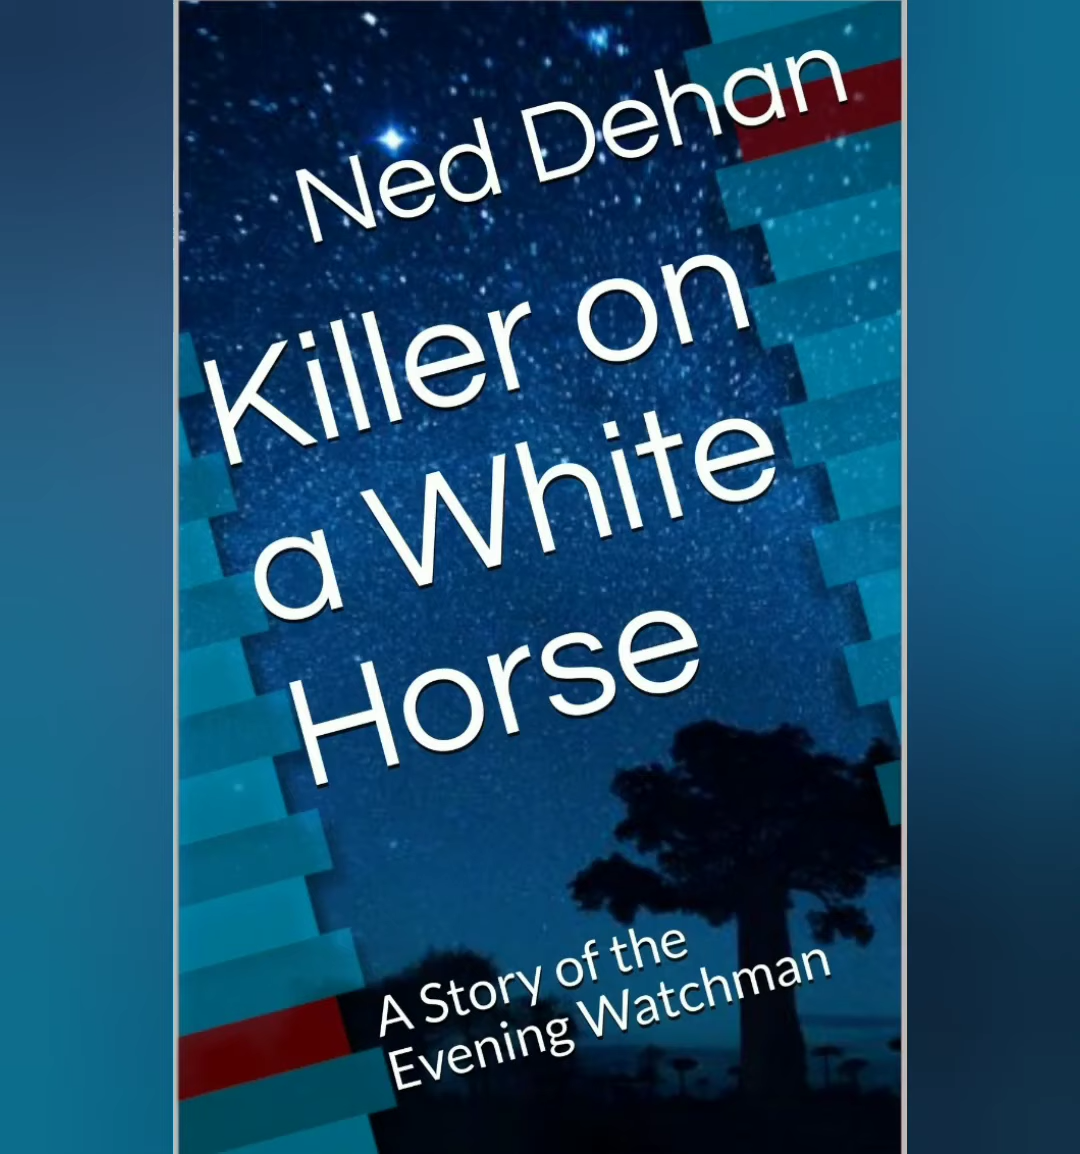 Ned Dehan
Killer on
a White
Horse
A Story of the
Evening Watchman